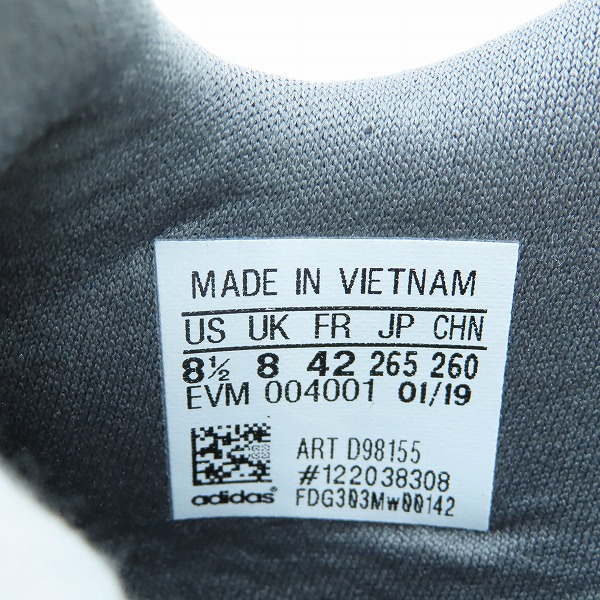 MADE IN VIETNAM
US UK FR JP CHN
8½ 8 42 265 260
EVM 004001 01/19
ART D98155
#122038308
adidas FDG303Mw00142